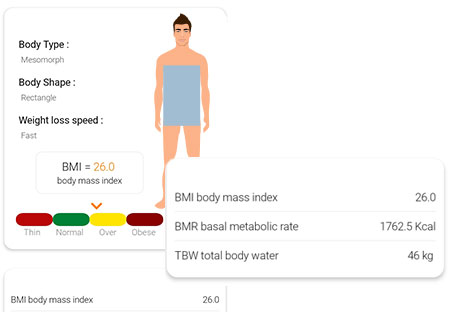 Body Type :
Mesomorph
Body Shape :
Rectangle
Weight loss speed :
Fast
BMI = 26.0
body mass index
Thin Normal Over Obese
BMI body mass index 26.0
BMR basal metabolic rate 1762.5 Kcal
TBW total body water 46 kg
BMI body mass index 26.0